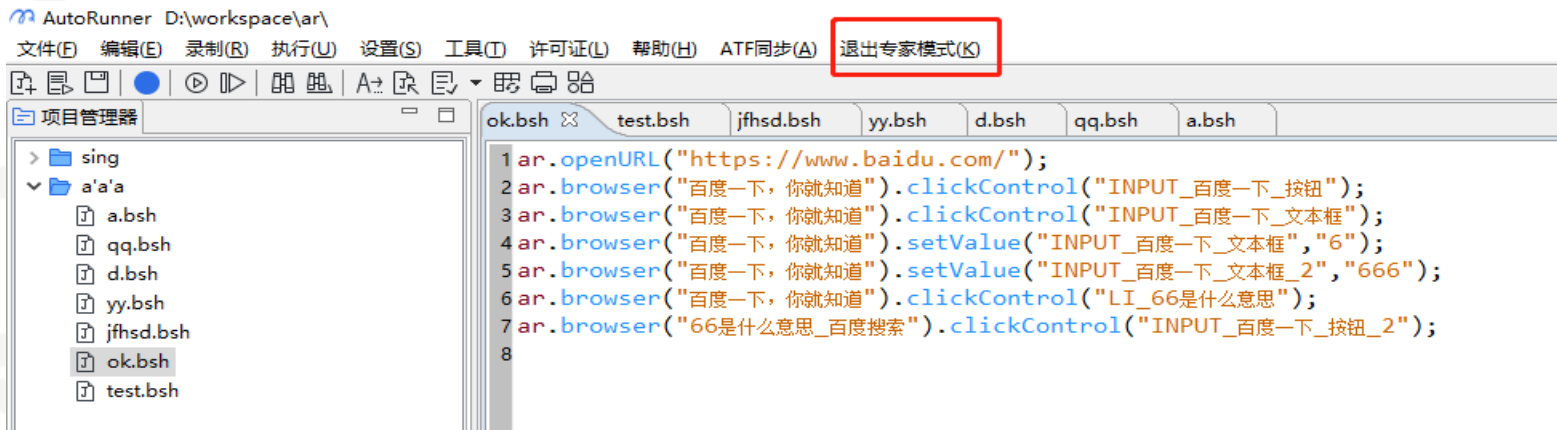 AutoRunner D:\workspace\ar\
文件(F) 编辑(E) 录制(R) 执行(U) 设置(S) 工具(T) 许可证(L) 帮助(H) ATF同步(A) 退出专家模式(K)
项目管理器
sing
a'a'a
a.bsh
qq.bsh
d.bsh
yy.bsh
jfhsd.bsh
ok.bsh
test.bsh
ok.bsh test.bsh jfhsd.bsh yy.bsh d.bsh qq.bsh a.bsh
1 ar.openURL("https://www.baidu.com/");
2 ar.browser("百度一下，你就知道").clickControl("INPUT_百度一下_按钮");
3 ar.browser("百度一下，你就知道").clickControl("INPUT_百度一下_文本框");
4 ar.browser("百度一下，你就知道").setValue("INPUT_百度一下_文本框","6");
5 ar.browser("百度一下，你就知道").setValue("INPUT_百度一下_文本框_2","666");
6 ar.browser("百度一下，你就知道").clickControl("LI_66是什么意思");
7 ar.browser("66是什么意思_百度搜索").clickControl("INPUT_百度一下_按钮_2");
8